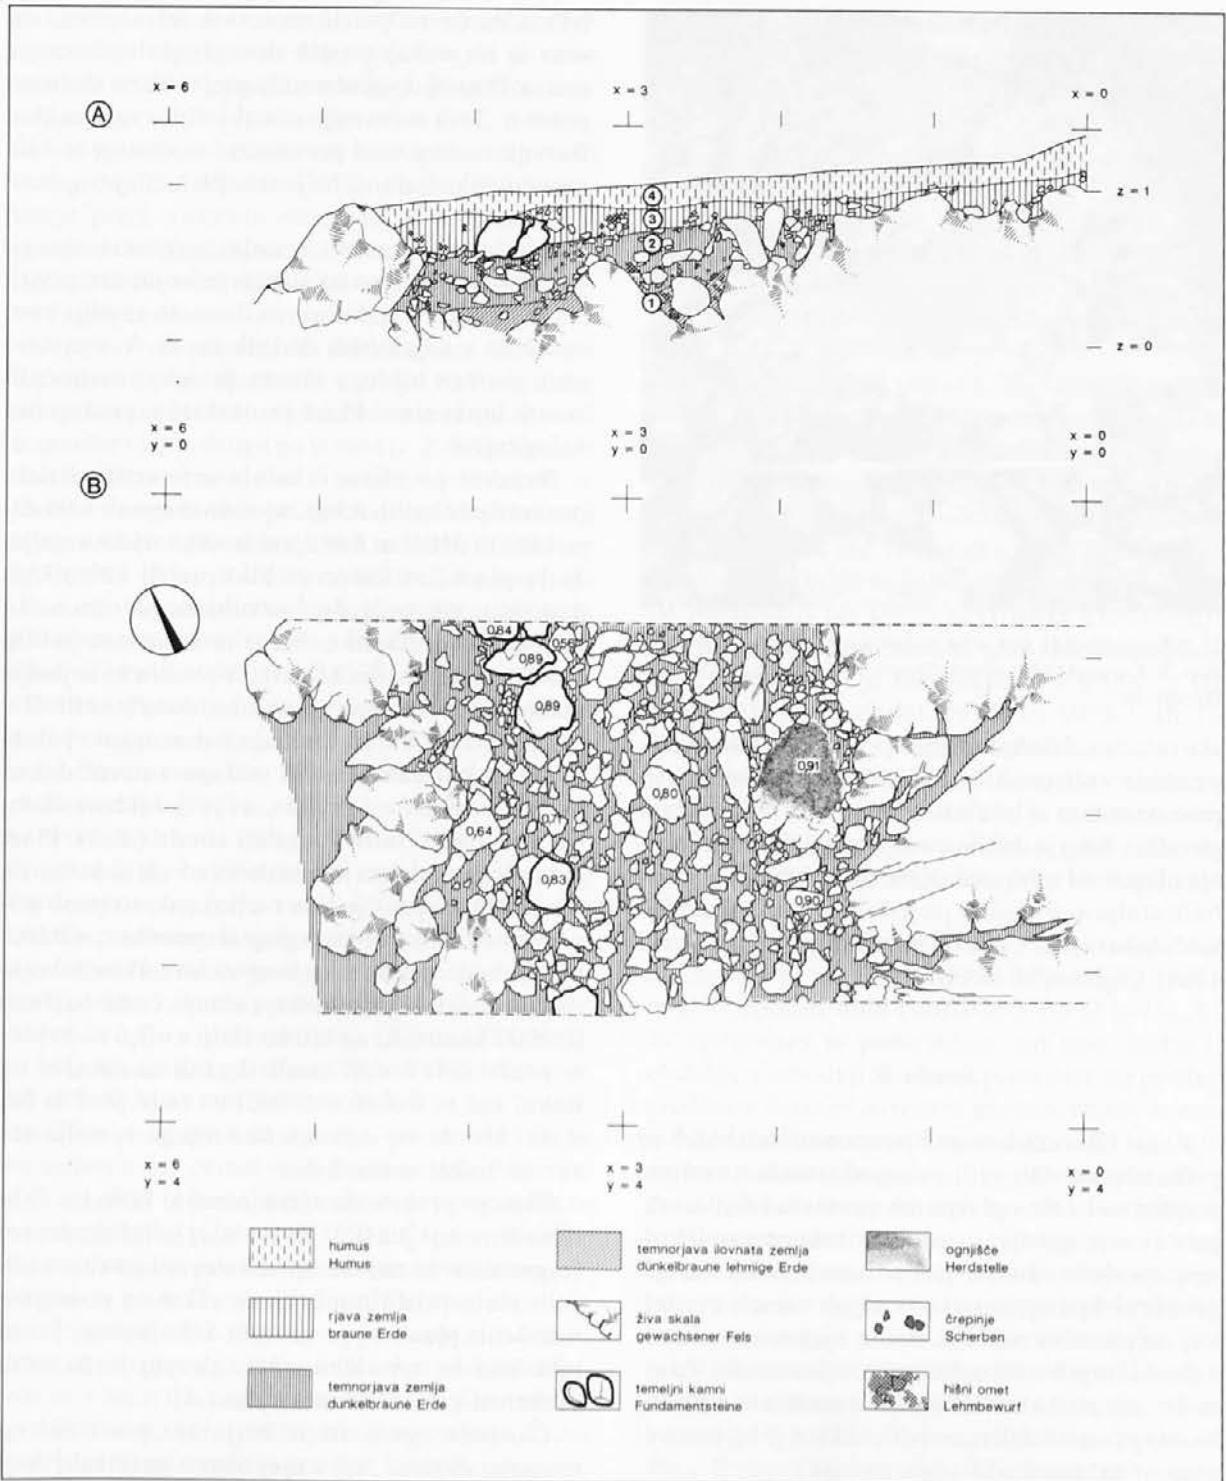 x = 6
x = 3
x = 0
A
4
z = 1
3
2
1
z = 0
x = 6
y = 0
x = 3
y = 0
x = 0
y = 0
B
0,84
0,89
0,89
0,91
0,80
0,64
0,83
0,90
x = 6
y = 4
x = 3
y = 4
x = 0
y = 4
humus
Humus
rjava zemlja
braune Erde
temnorjava zemlja
dunkelbraune Erde
temnorjava ilovnata zemlja
dunkelbraune lehmige Erde
živa skala
gewachsener Fels
temeljni kamni
Fundamentsteine
ognjišče
Herdstelle
črepinje
Scherben
hišni omet
Lehmbewurf